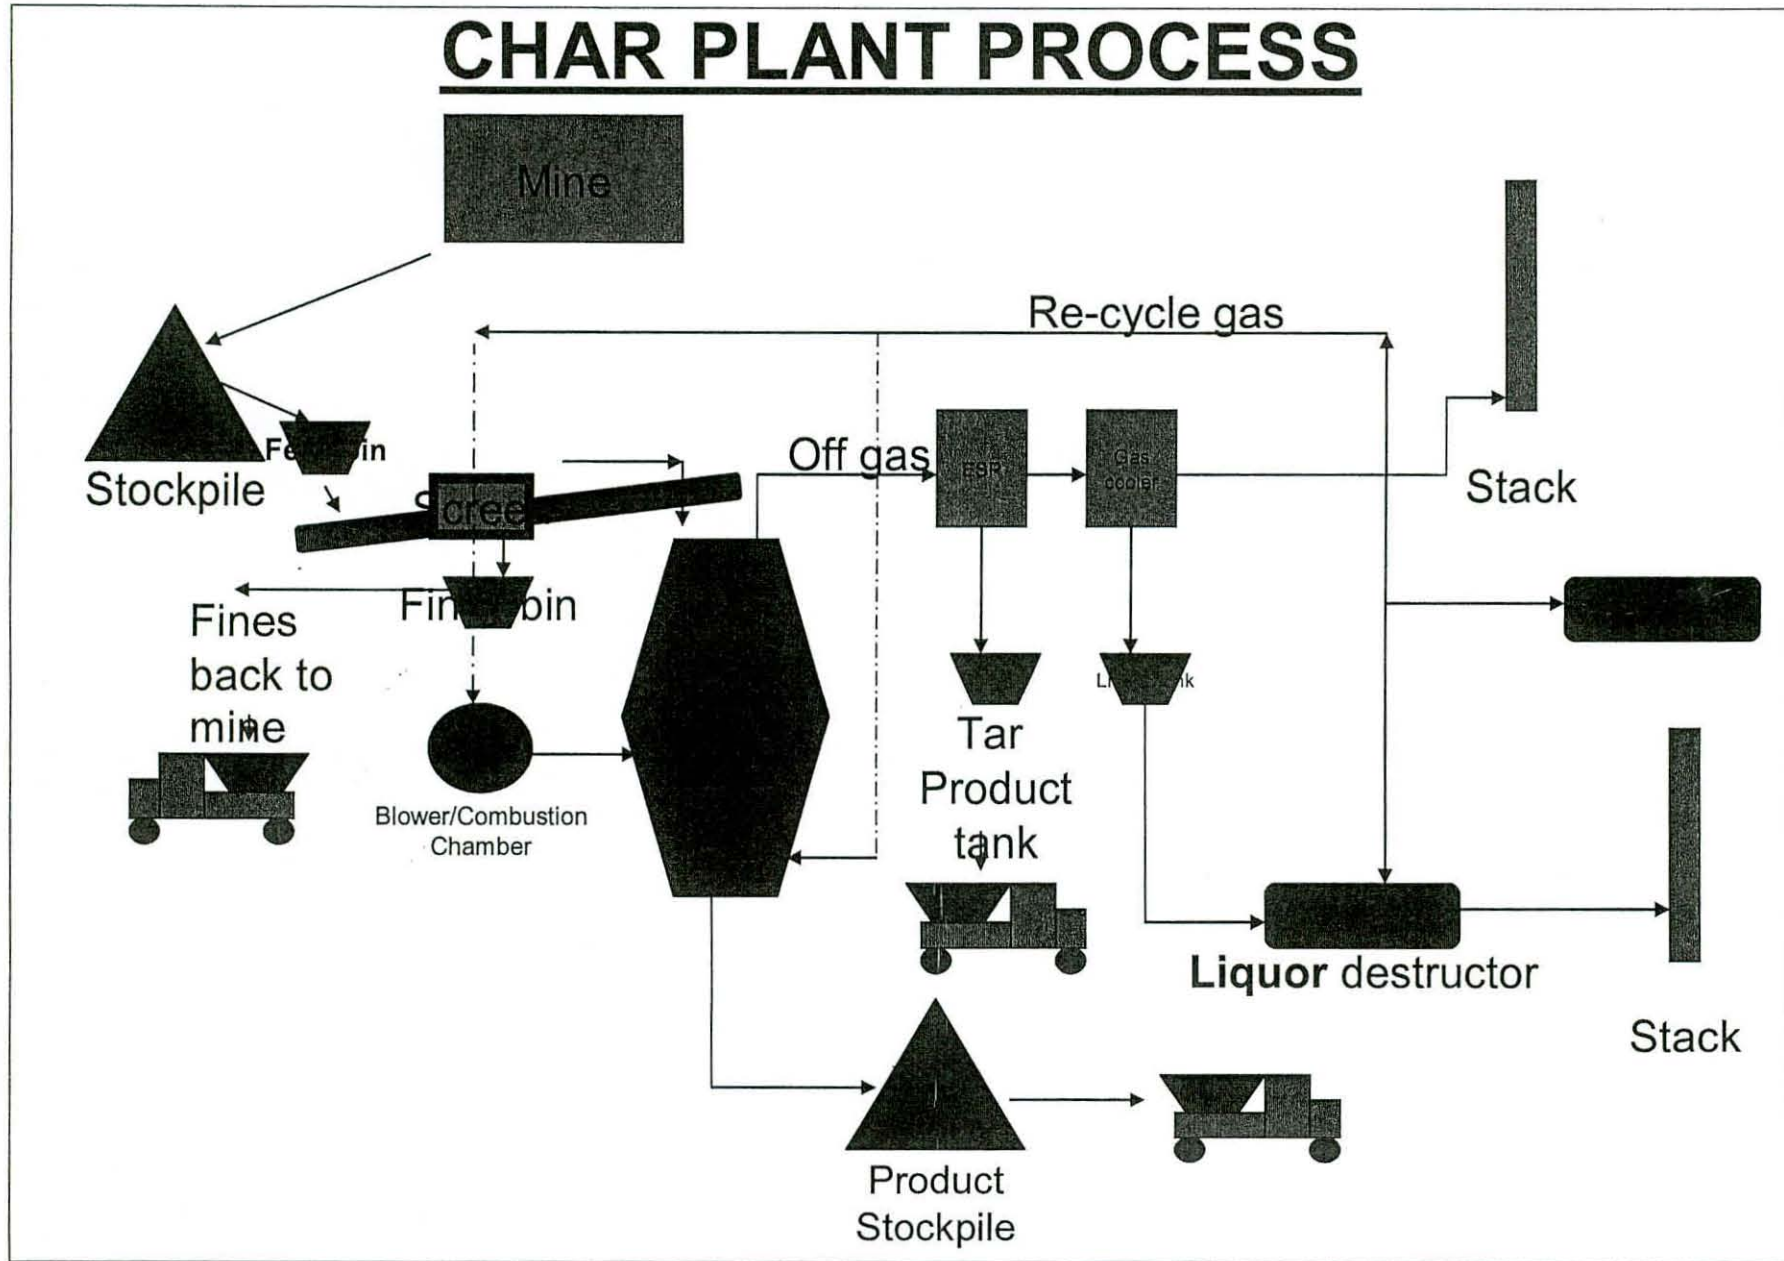 CHAR PLANT PROCESS
Mine
Re-cycle gas
Off gas
Gas
cooler
Stockpile
Stack
bin
Fines
back to
mine
Tar
Product
tank
Blower/Combustion
Chamber
Liquor destructor
Stack
Product
Stockpile